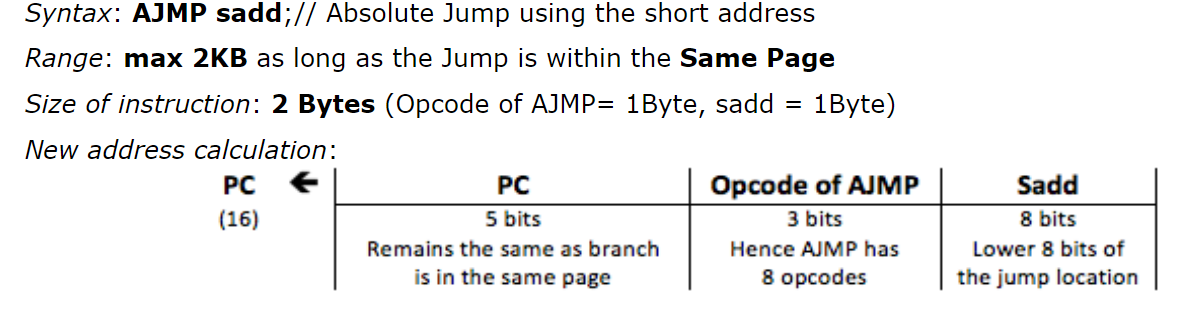 Syntax: AJMP sadd;// Absolute Jump using the short address
Range: max 2KB as long as the Jump is within the Same Page
Size of instruction: 2 Bytes (Opcode of AJMP= 1Byte, sadd = 1Byte)
New address calculation:
PC ← PC Opcode of AJMP Sadd
(16) 5 bits 3 bits 8 bits
Remains the same as branch Hence AJMP has Lower 8 bits of
is in the same page 8 opcodes the jump location